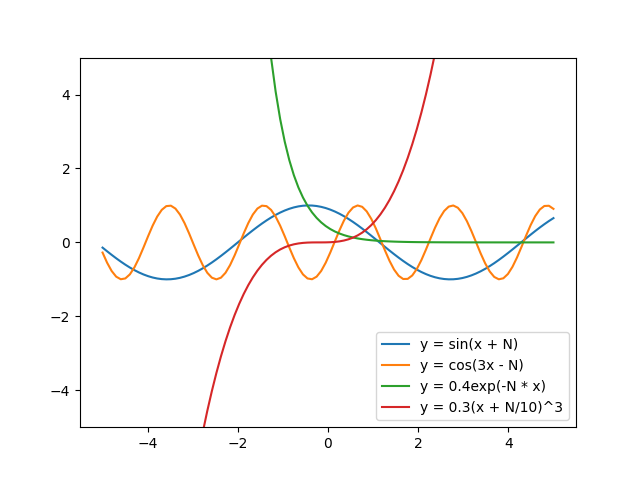 4
2
0
−2
−4
−4
−2
0
2
4
y = sin(x + N)
y = cos(3x - N)
y = 0.4exp(-N * x)
y = 0.3(x + N/10)^3